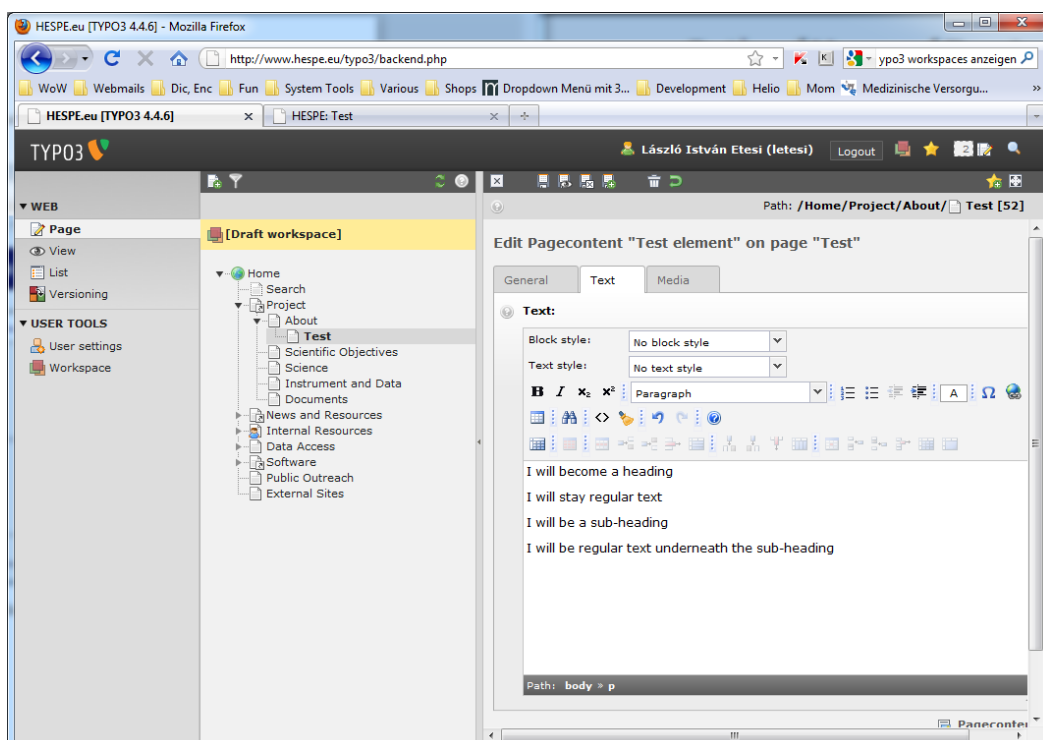 HESPE.eu [TYPO3 4.4.6] - Mozilla Firefox
http://www.hespe.eu/typo3/backend.php
ypo3 workspaces anzeigen
WoW Webmails Dic, Enc Fun System Tools Various Shops Dropdown Menü mit 3... Development Helio Mom Medizinische Versorgu... »
HESPE.eu [TYPO3 4.4.6] HESPE: Test
TYPO3 László István Etesi (letesi) Logout 2
Path: /Home/Project/About/ Test [52]
WEB
Page
View
List
Versioning
USER TOOLS
User settings
Workspace
[Draft workspace]
Home
Search
Project
About
Test
Scientific Objectives
Science
Instrument and Data
Documents
News and Resources
Internal Resources
Data Access
Software
Public Outreach
External Sites
Edit Pagecontent "Test element" on page "Test"
General Text Media
Text:
Block style: No block style
Text style: No text style
B I x₂ x² Paragraph A Ω
I will become a heading
I will stay regular text
I will be a sub-heading
I will be regular text underneath the sub-heading
Path: body » p
Pageconte